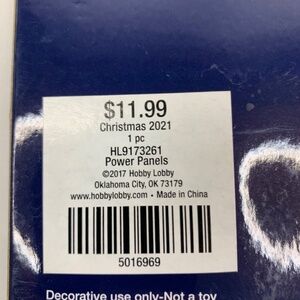 $11.99
Christmas 2021
1 pc
HL9173261
Power Panels
©2017 Hobby Lobby
Oklahoma City, OK 73179
www.hobbylobby.com • Made in China
5016969
Decorative use only-Not a toy